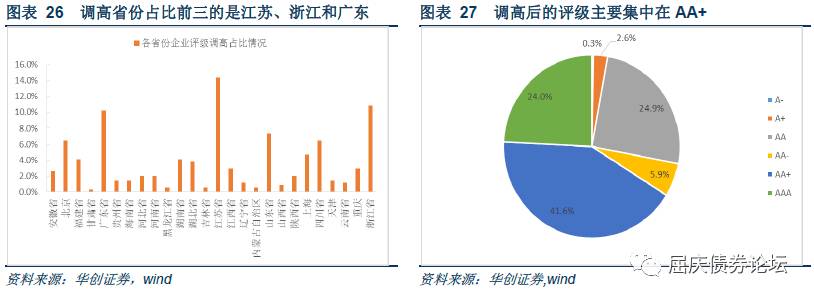 图表 26 调高省份占比前三的是江苏、浙江和广东
各省份企业评级调高占比情况
16.0%
14.0%
12.0%
10.0%
8.0%
6.0%
4.0%
2.0%
0.0%
安徽省
北京
福建省
甘肃省
广东省
贵州省
海南省
河北省
河南省
黑龙江省
湖南省
湖北省
吉林省
江苏省
江西省
辽宁省
内蒙古自治区
山东省
山西省
陕西省
上海
四川省
天津
云南省
重庆
浙江省
资料来源：华创证券，wind
图表 27 调高后的评级主要集中在 AA+
0.3%
2.6%
24.9%
5.9%
41.6%
24.0%
A-
A+
AA
AA-
AA+
AAA
资料来源：华创证券,wind
屈庆债券论坛